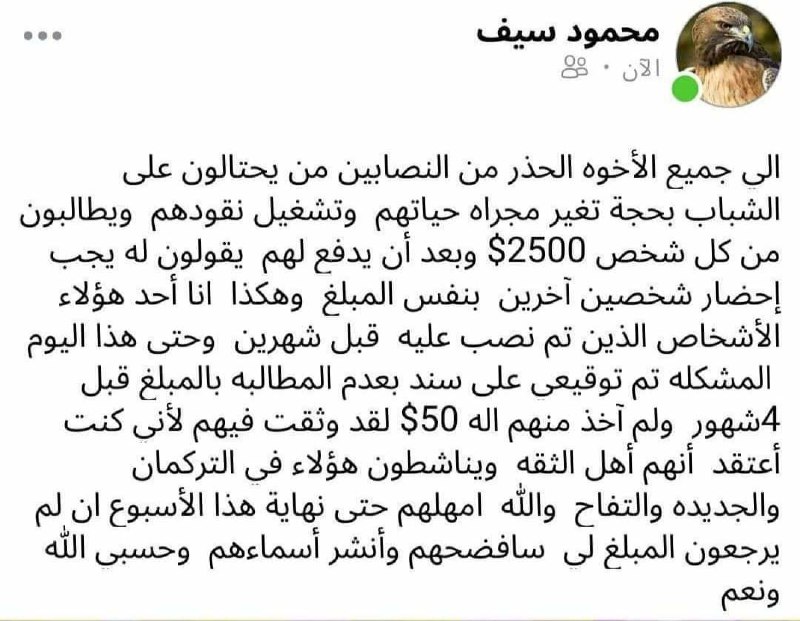 محمود سيف
الآن
الي جميع الأخوه الحذر من النصابين من يحتالون على
الشباب بحجة تغير مجراه حياتهم وتشغيل نقودهم ويطالبون
من كل شخص 2500$ وبعد أن يدفع لهم يقولون له يجب
إحضار شخصين آخرين بنفس المبلغ وهكذا انا أحد هؤلاء
الأشخاص الذين تم نصب عليه قبل شهرين وحتى هذا اليوم
المشكله تم توقيعي على سند بعدم المطالبه بالمبلغ قبل
4شهور ولم آخذ منهم اله 50$ لقد وثقت فيهم لأني كنت
أعتقد أنهم أهل الثقه ويناشطون هؤلاء في التركمان
والجديده والتفاح والله امهلهم حتى نهاية هذا الأسبوع ان لم
يرجعون المبلغ لي سافضحهم وأنشر أسماءهم وحسبي الله
ونعم